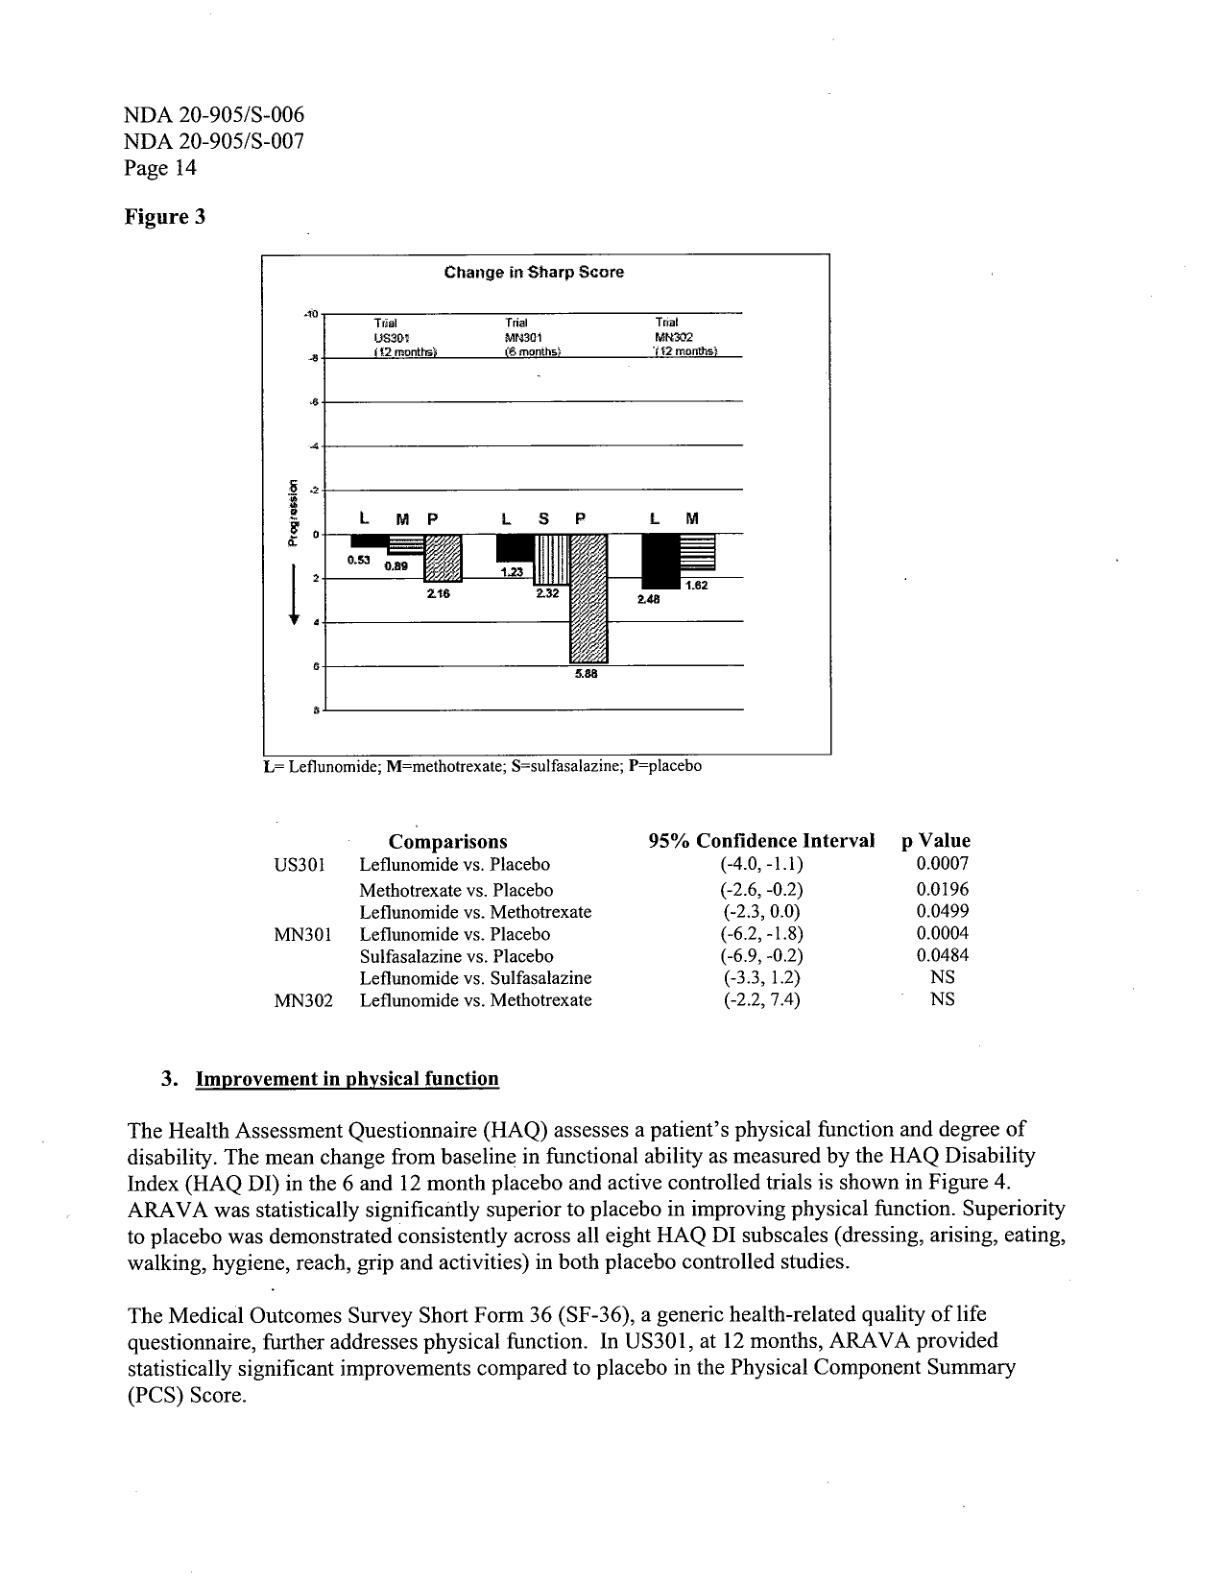 NDA 20-905/S-006
NDA 20-905/S-007
Page 14
Figure 3
Change in Sharp Score
-10
Trial Trial Trial
US301 MN301 MN302
(12 months) (6 months) (12 months)
-8
-6
-4
-2
Progression
L M P L S P L M
0
0.53 0.89 1.23
2
2.16 2.32 2.48 1.62
4
6
5.88
8
L= Leflunomide; M=methotrexate; S=sulfasalazine; P=placebo
Comparisons 95% Confidence Interval p Value
US301 Leflunomide vs. Placebo (-4.0, -1.1) 0.0007
Methotrexate vs. Placebo (-2.6, -0.2) 0.0196
Leflunomide vs. Methotrexate (-2.3, 0.0) 0.0499
MN301 Leflunomide vs. Placebo (-6.2, -1.8) 0.0004
Sulfasalazine vs. Placebo (-6.9, -0.2) 0.0484
Leflunomide vs. Sulfasalazine (-3.3, 1.2) NS
MN302 Leflunomide vs. Methotrexate (-2.2, 7.4) NS
3. Improvement in physical function
The Health Assessment Questionnaire (HAQ) assesses a patient's physical function and degree of
disability. The mean change from baseline in functional ability as measured by the HAQ Disability
Index (HAQ DI) in the 6 and 12 month placebo and active controlled trials is shown in Figure 4.
ARAVA was statistically significantly superior to placebo in improving physical function. Superiority
to placebo was demonstrated consistently across all eight HAQ DI subscales (dressing, arising, eating,
walking, hygiene, reach, grip and activities) in both placebo controlled studies.
The Medical Outcomes Survey Short Form 36 (SF-36), a generic health-related quality of life
questionnaire, further addresses physical function. In US301, at 12 months, ARAVA provided
statistically significant improvements compared to placebo in the Physical Component Summary
(PCS) Score.